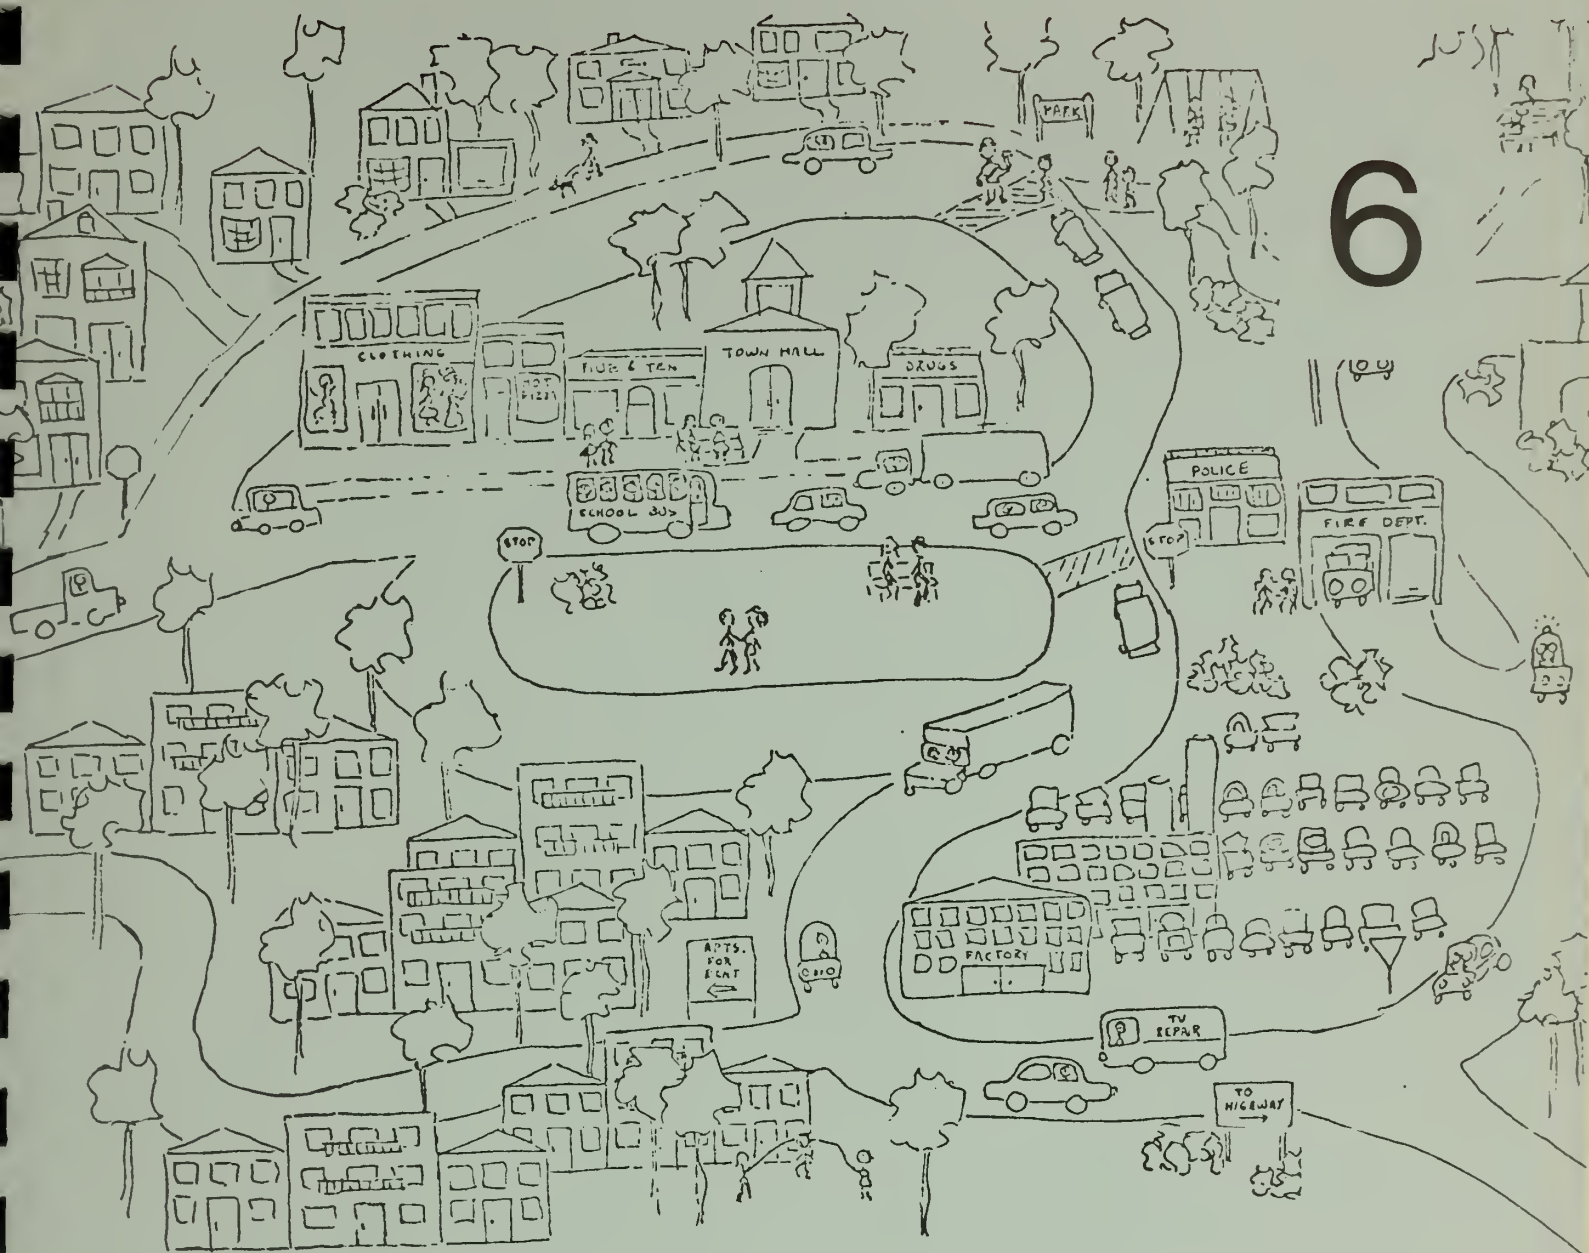 PARK
6
CLOTHING
HOT
PIZZA
FIVE & TEN
TOWN HALL
DRUGS
POLICE
SCHOOL BUS
STOP
STOP
FIRE DEPT.
APTS.
FOR
RENT
FACTORY
TV
REPAIR
TO
HIGHWAY